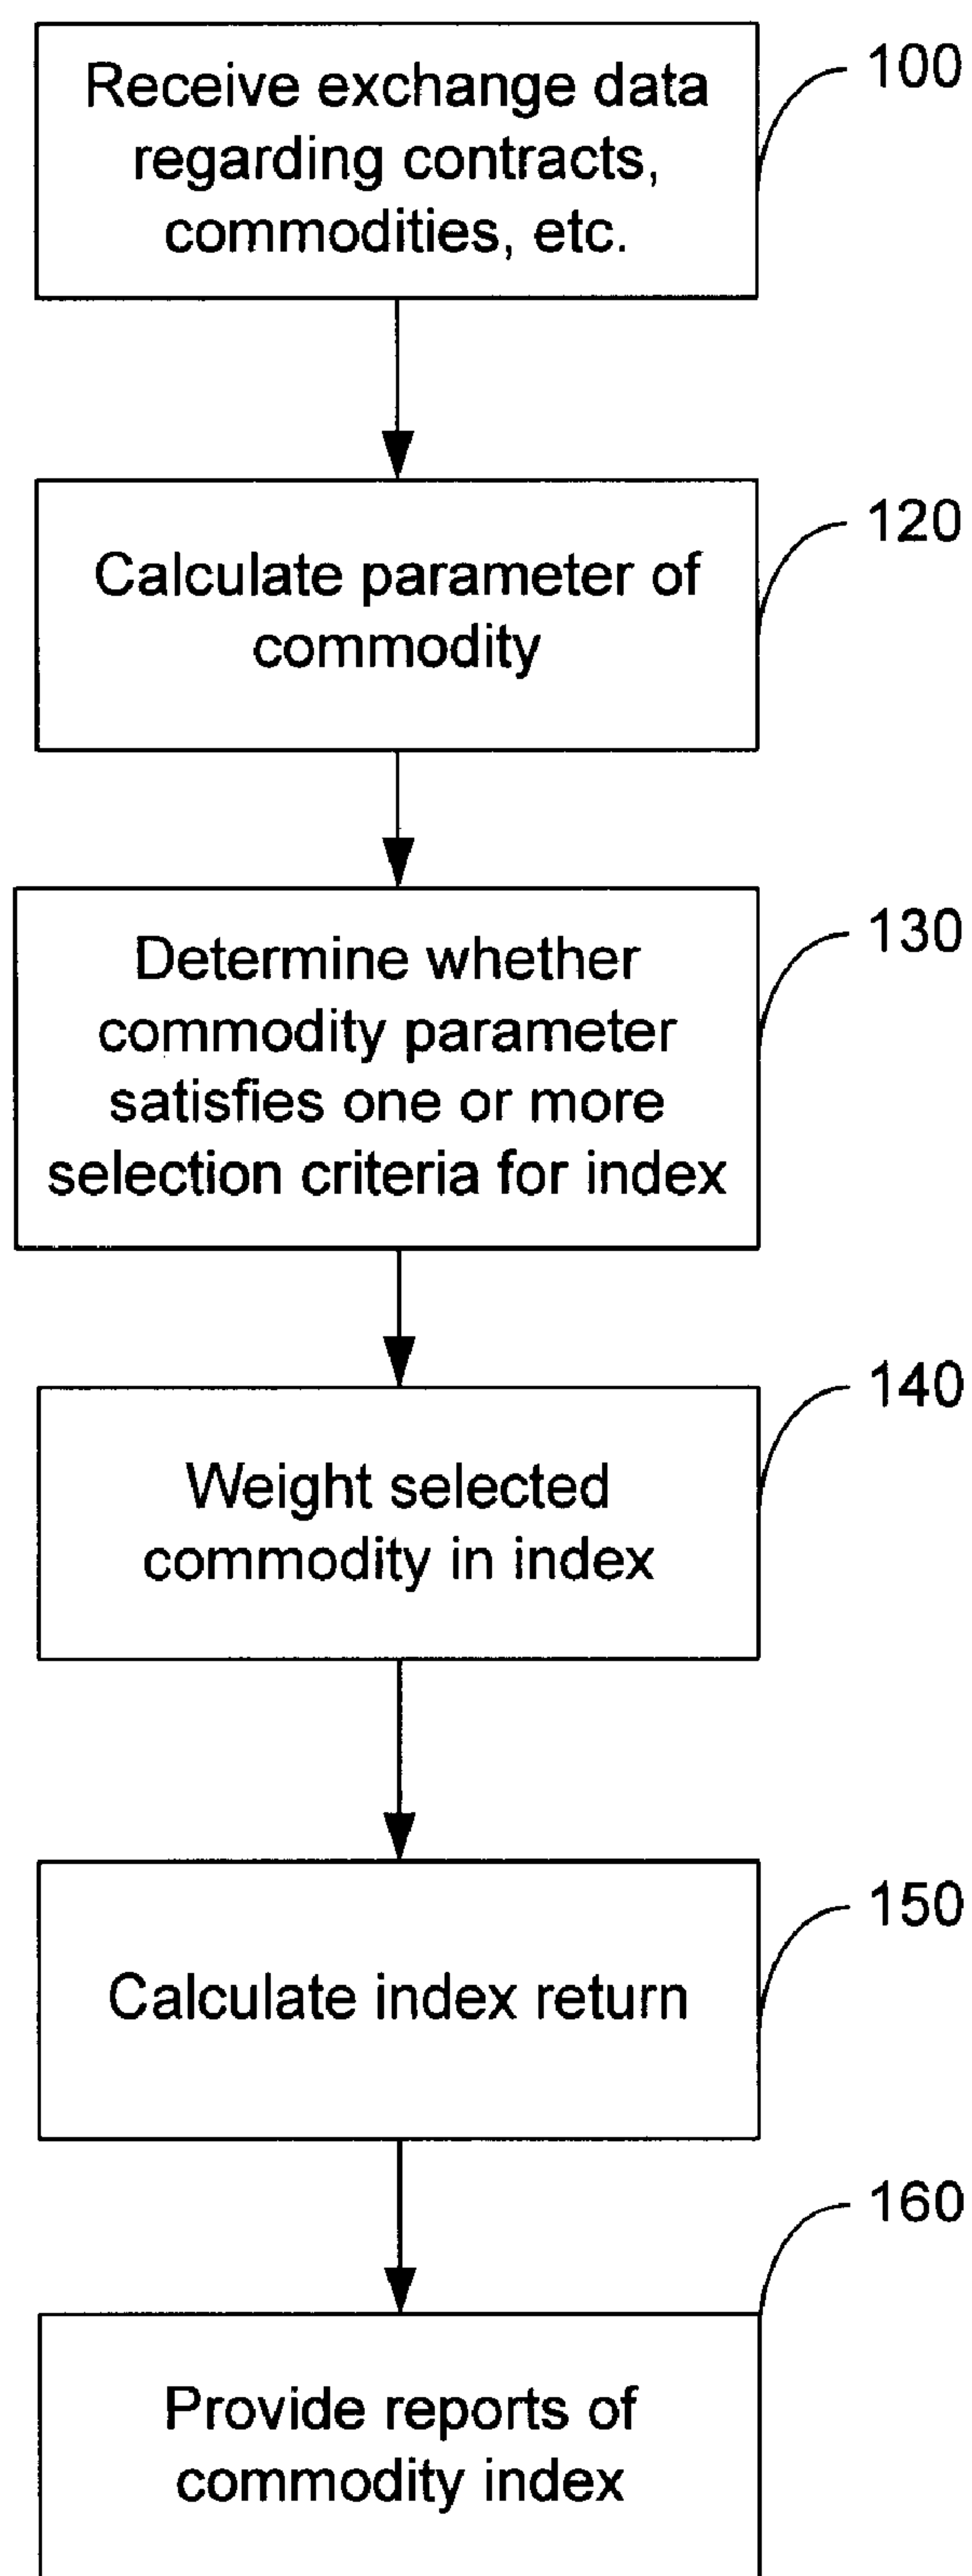 Receive exchange data
regarding contracts,
commodities, etc.
100
Calculate parameter of
commodity
120
Determine whether
commodity parameter
satisfies one or more
selection criteria for index
130
Weight selected
commodity in index
140
Calculate index return
150
Provide reports of
commodity index
160